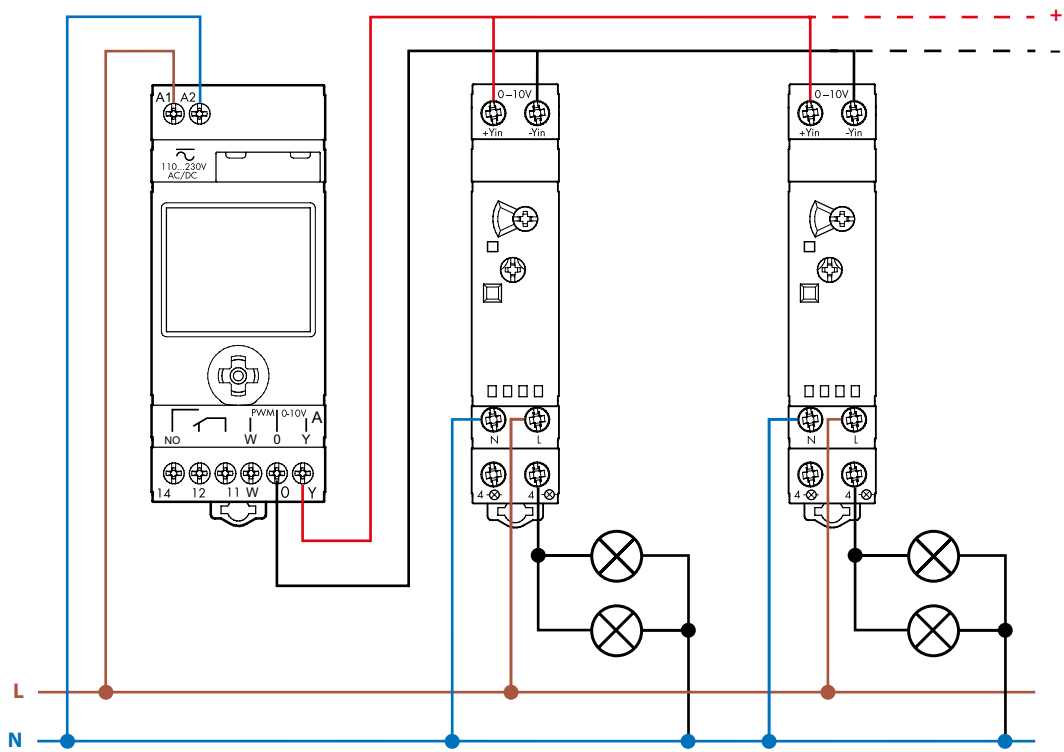 +
-
A1 A2
110...230V
AC/DC
0–10V
+Yin -Yin
0–10V
+Yin -Yin
PWM 0-10V A
NO W 0 Y
14 12 11 W 0 Y
N L
4 4
N L
4 4
L
N